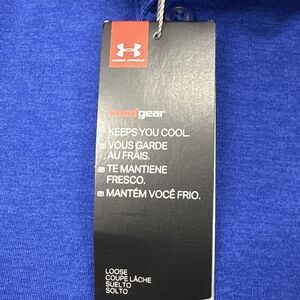 UNDER ARMOUR
heatgear
KEEPS YOU COOL.
VOUS GARDE
AU FRAIS.
TE MANTIENE
FRESCO.
MANTÉM VOCÊ FRIO.
LOOSE
COUPE LÂCHE
SUELTO
SOLTO